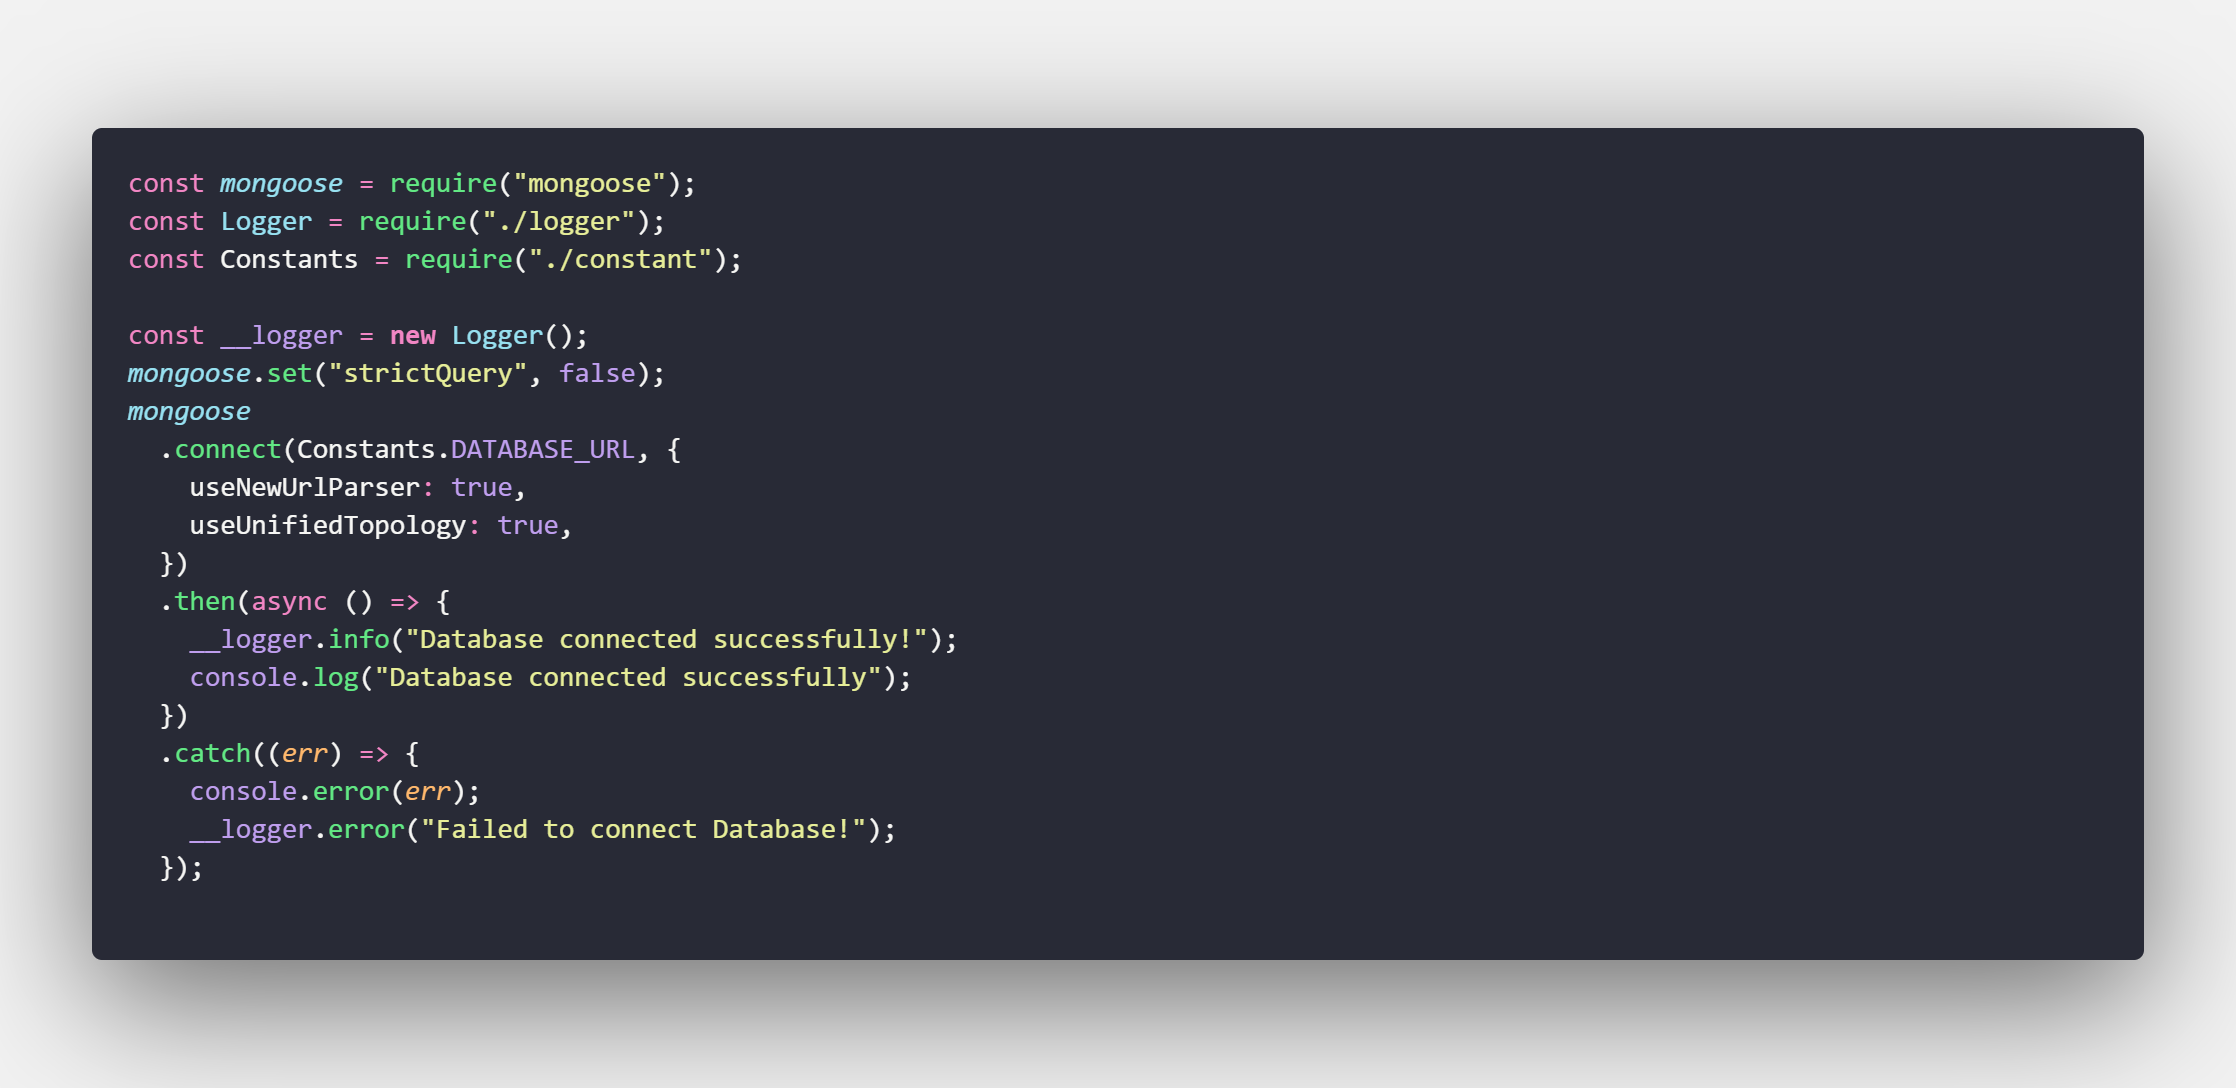 const mongoose = require("mongoose");
const Logger = require("./logger");
const Constants = require("./constant");

const __logger = new Logger();
mongoose.set("strictQuery", false);
mongoose
  .connect(Constants.DATABASE_URL, {
    useNewUrlParser: true,
    useUnifiedTopology: true,
  })
  .then(async () => {
    __logger.info("Database connected successfully!");
    console.log("Database connected successfully");
  })
  .catch((err) => {
    console.error(err);
    __logger.error("Failed to connect Database!");
  });